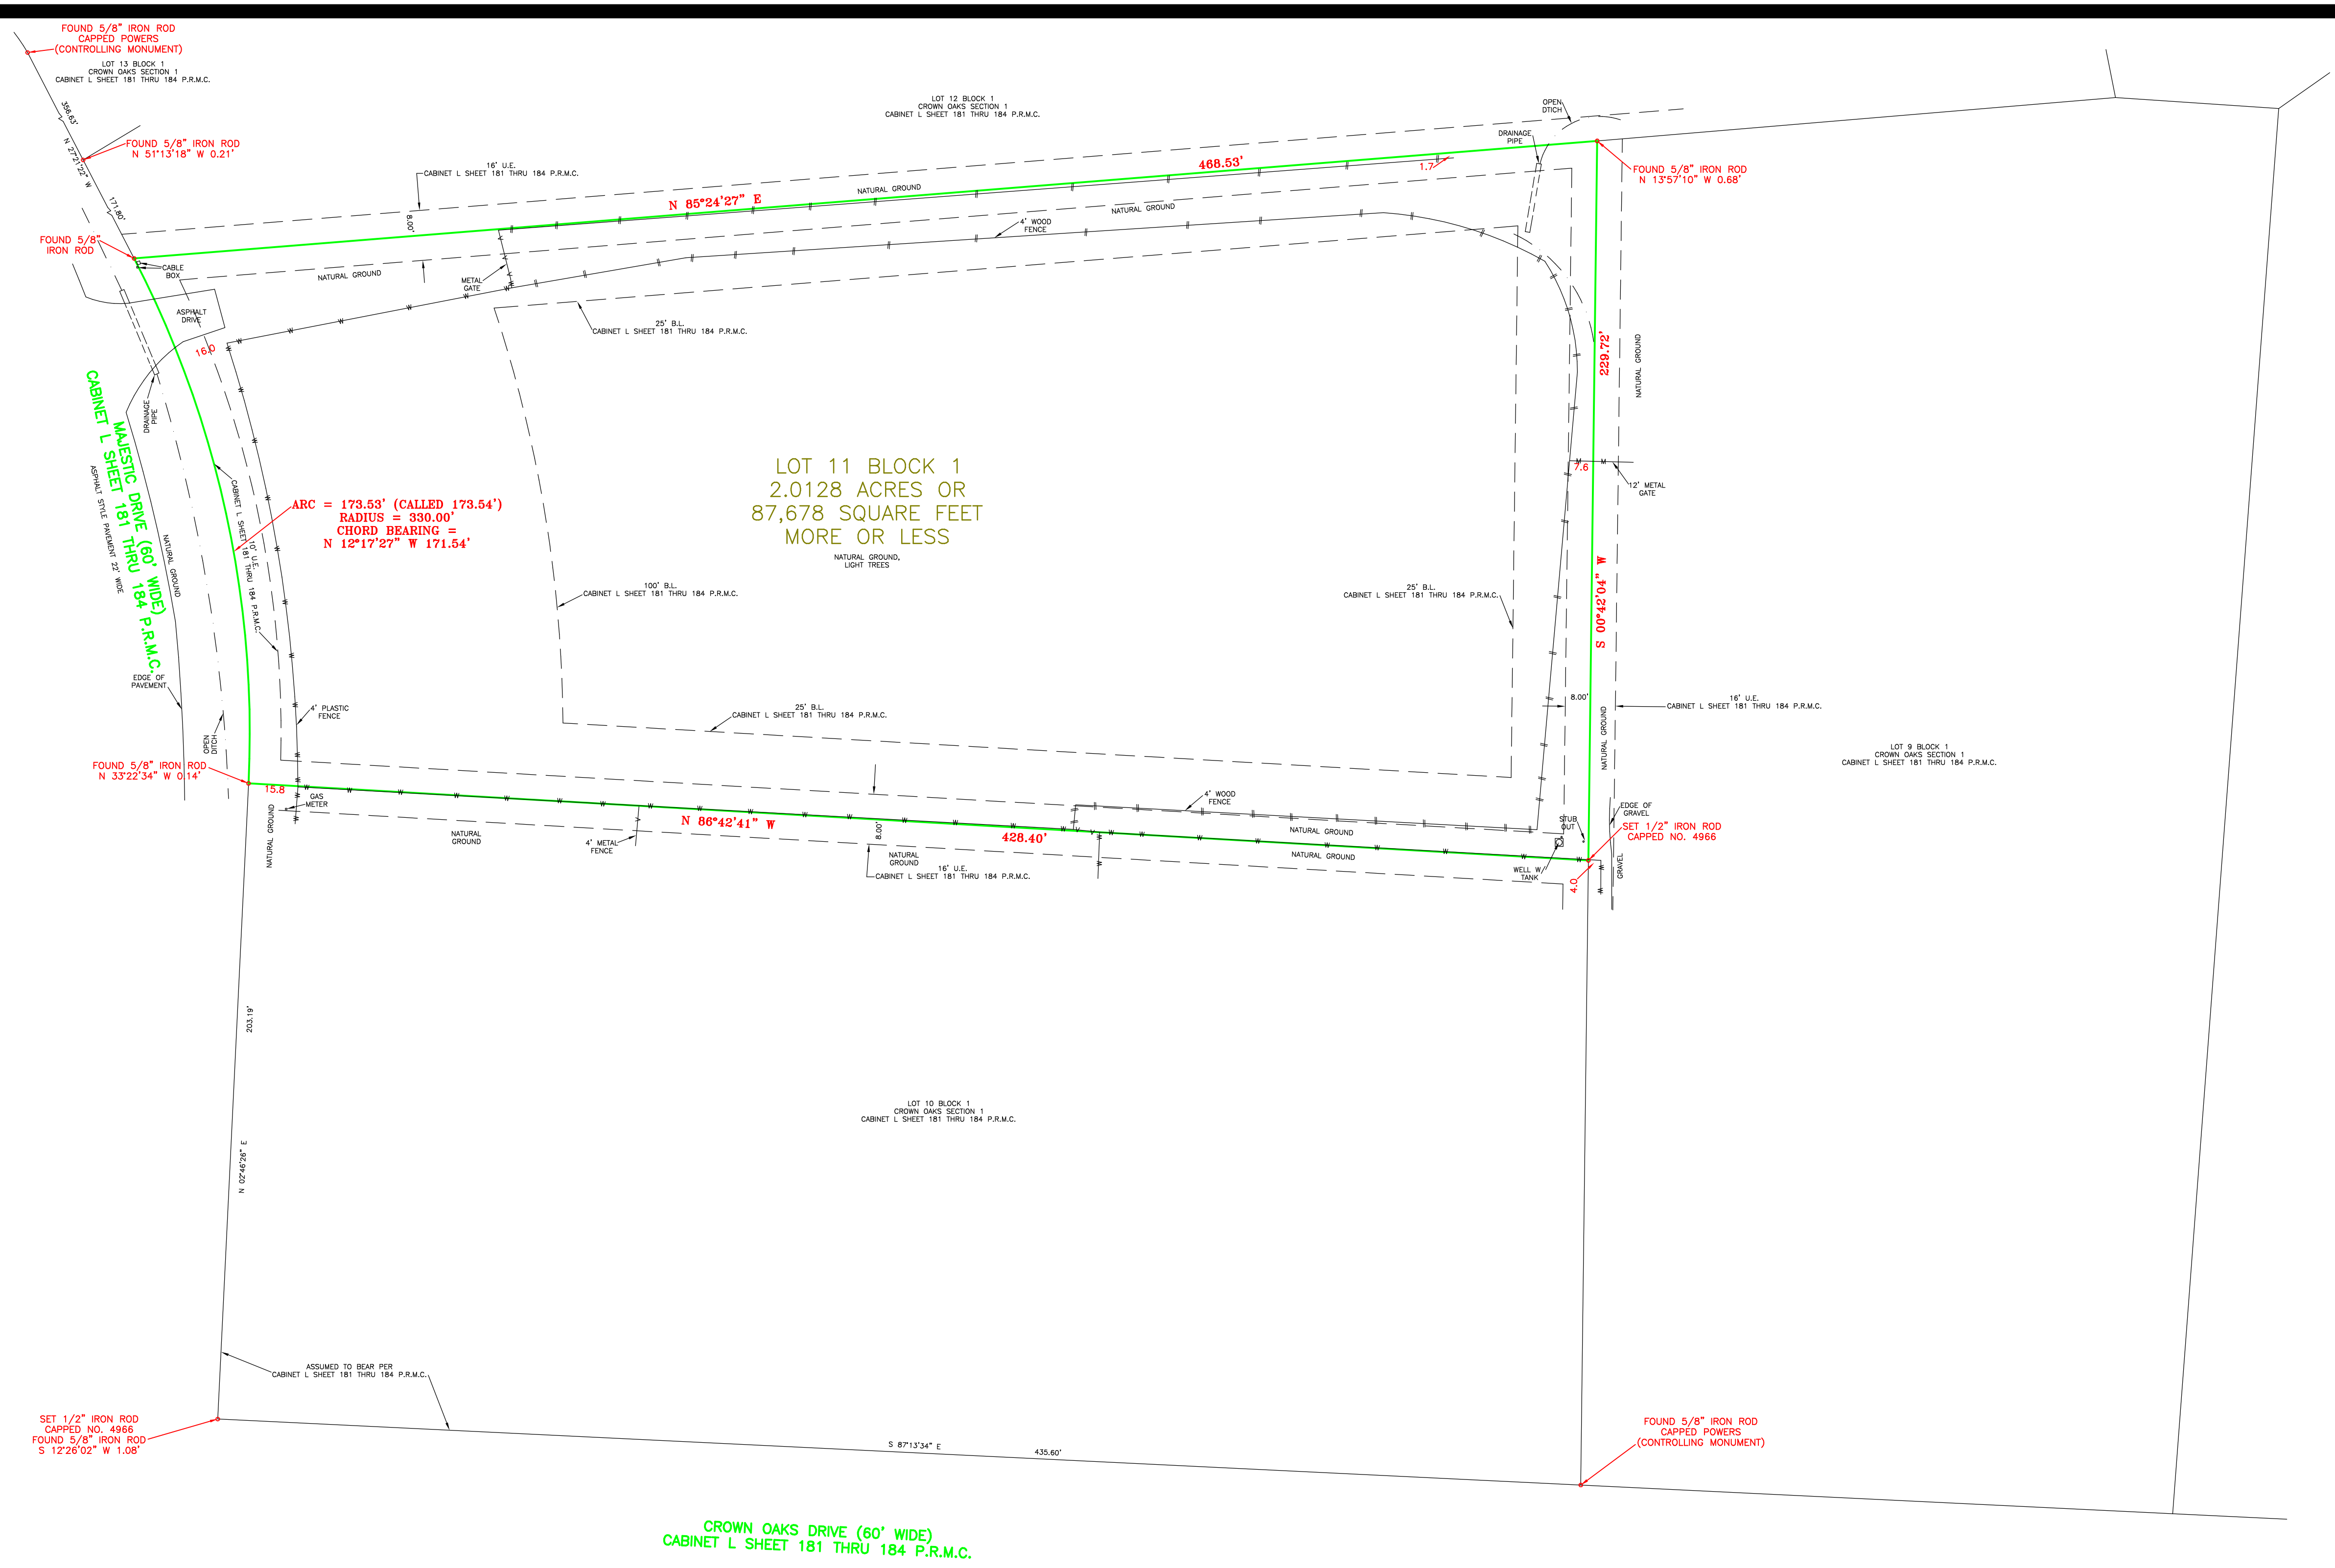 FOUND 5/8" IRON ROD
CAPPED POWERS
(CONTROLLING MONUMENT)
LOT 13 BLOCK 1
CROWN OAKS SECTION 1
CABINET L SHEET 181 THRU 184 P.R.M.C.
356.63'
N 27°21'22" W
171.80'
FOUND 5/8" IRON ROD
N 51°13'18" W 0.21'
LOT 12 BLOCK 1
CROWN OAKS SECTION 1
CABINET L SHEET 181 THRU 184 P.R.M.C.
OPEN
DTICH
DRAINAGE
PIPE
16' U.E.
CABINET L SHEET 181 THRU 184 P.R.M.C.
8.00'
468.53'
N 85°24'27" E
NATURAL GROUND
NATURAL GROUND
1.7
FOUND 5/8" IRON ROD
N 13°57'10" W 0.68'
4' WOOD
FENCE
FOUND 5/8"
IRON ROD
CABLE
BOX
NATURAL GROUND
METAL
GATE
ASPHALT
DRIVE
16.0
25' B.L.
CABINET L SHEET 181 THRU 184 P.R.M.C.
229.72'
NATURAL GROUND
DRAINAGE
PIPE
MAJESTIC DRIVE (60' WIDE)
CABINET L SHEET 181 THRU 184 P.R.M.C.
ASPHALT STYLE PAVEMENT 22' WIDE
NATURAL GROUND
10' U.E.
CABINET L SHEET 181 THRU 184 P.R.M.C.
ARC = 173.53' (CALLED 173.54')
RADIUS = 330.00'
CHORD BEARING =
N 12°17'27" W 171.54'
LOT 11 BLOCK 1
2.0128 ACRES OR
87,678 SQUARE FEET
MORE OR LESS
NATURAL GROUND,
LIGHT TREES
7.6
12' METAL
GATE
100' B.L.
CABINET L SHEET 181 THRU 184 P.R.M.C.
25' B.L.
CABINET L SHEET 181 THRU 184 P.R.M.C.
S 00°42'04" W
EDGE OF
PAVEMENT
4' PLASTIC
FENCE
OPEN
DITCH
25' B.L.
CABINET L SHEET 181 THRU 184 P.R.M.C.
8.00'
NATURAL GROUND
16' U.E.
CABINET L SHEET 181 THRU 184 P.R.M.C.
LOT 9 BLOCK 1
CROWN OAKS SECTION 1
CABINET L SHEET 181 THRU 184 P.R.M.C.
FOUND 5/8" IRON ROD
N 33°22'34" W 0.14'
15.8
GAS
METER
NATURAL GROUND
N 86°42'41" W
428.40'
NATURAL
GROUND
4' METAL
FENCE
8.00'
NATURAL
GROUND
16' U.E.
CABINET L SHEET 181 THRU 184 P.R.M.C.
4' WOOD
FENCE
NATURAL GROUND
NATURAL GROUND
STUB
OUT
WELL W/
TANK
4.0
EDGE OF
GRAVEL
SET 1/2" IRON ROD
CAPPED NO. 4966
GRAVEL
203.19'
N 02°46'26" E
LOT 10 BLOCK 1
CROWN OAKS SECTION 1
CABINET L SHEET 181 THRU 184 P.R.M.C.
ASSUMED TO BEAR PER
CABINET L SHEET 181 THRU 184 P.R.M.C.
SET 1/2" IRON ROD
CAPPED NO. 4966
FOUND 5/8" IRON ROD
S 12°26'02" W 1.08'
S 87°13'34" E
435.60'
FOUND 5/8" IRON ROD
CAPPED POWERS
(CONTROLLING MONUMENT)
CROWN OAKS DRIVE (60' WIDE)
CABINET L SHEET 181 THRU 184 P.R.M.C.